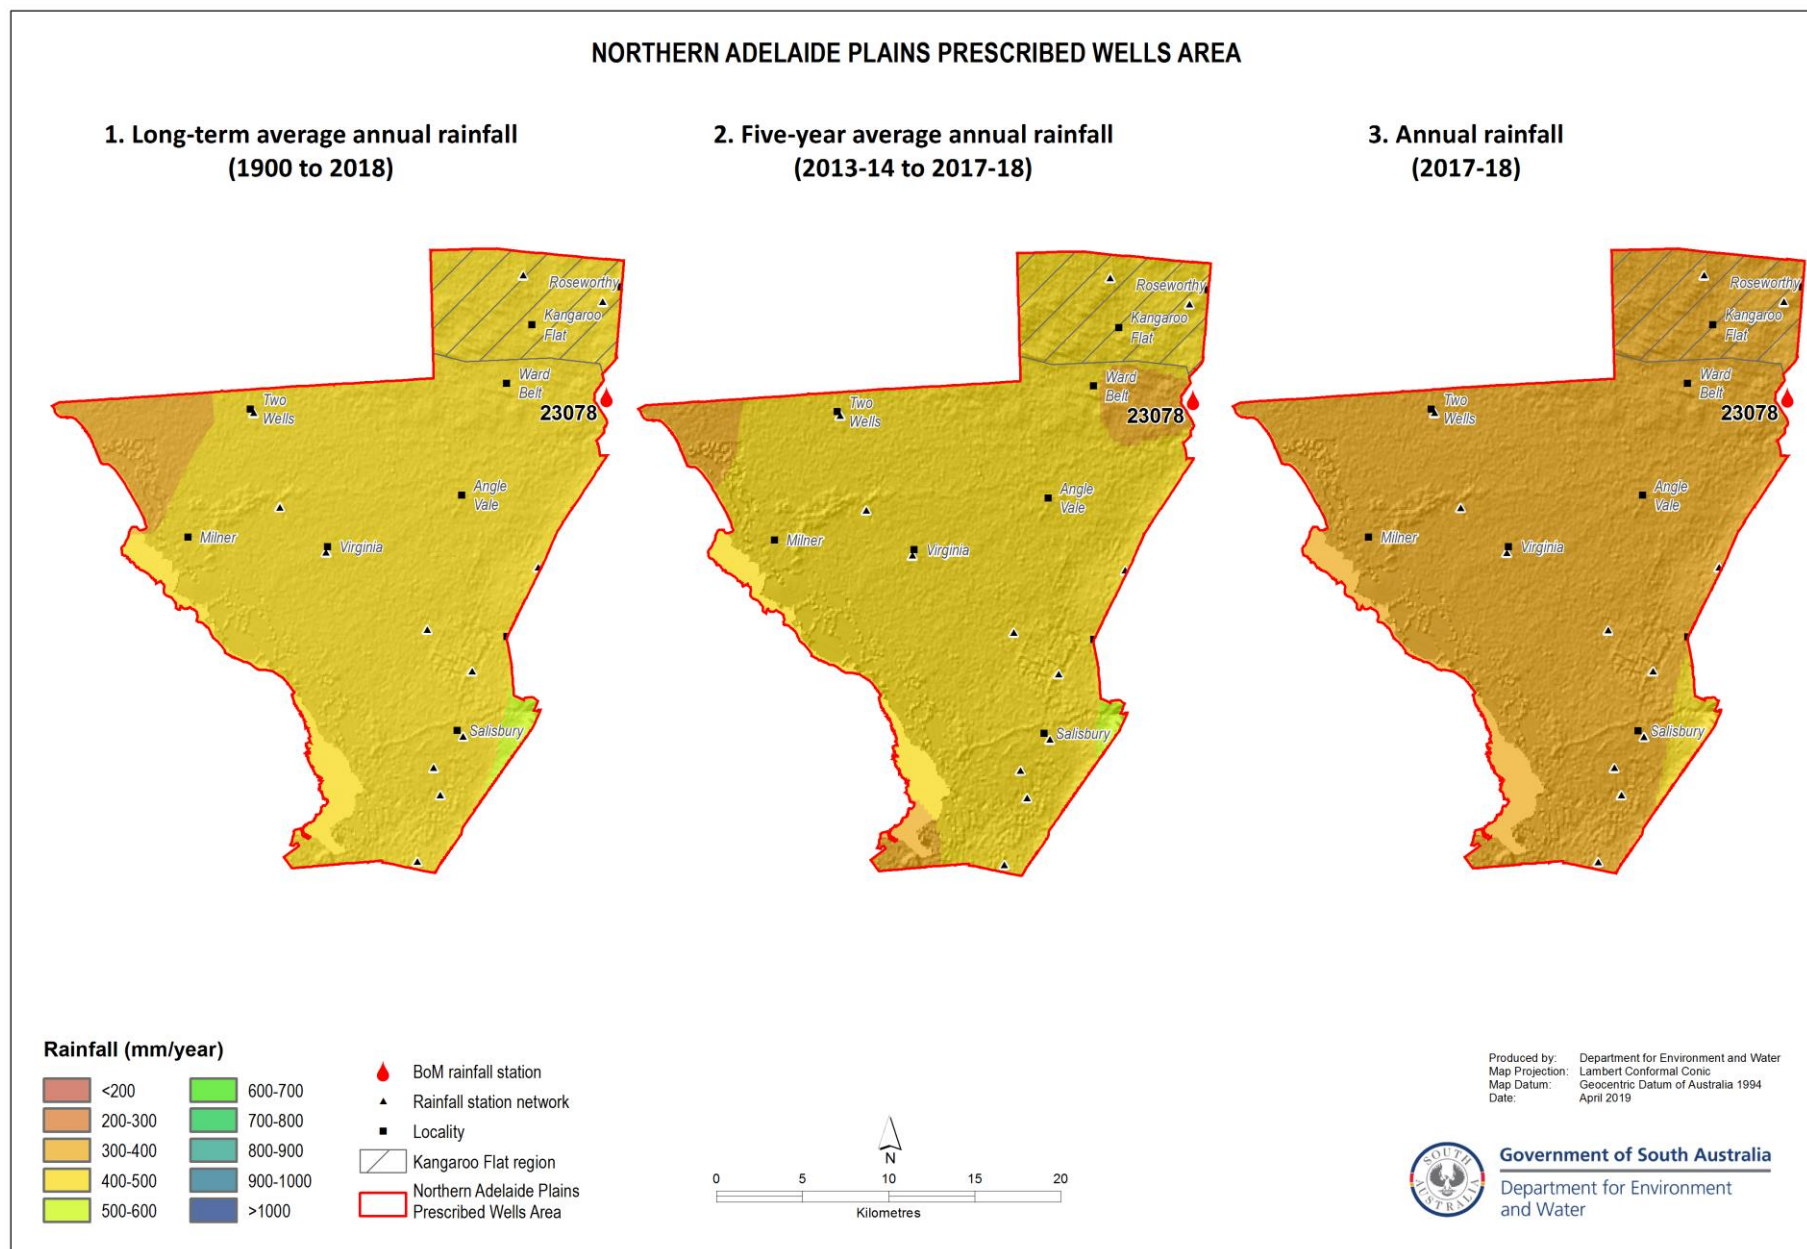 NORTHERN ADELAIDE PLAINS PRESCRIBED WELLS AREA
1. Long-term average annual rainfall
(1900 to 2018)
2. Five-year average annual rainfall
(2013-14 to 2017-18)
3. Annual rainfall
(2017-18)
Roseworthy
Kangaroo
Flat
Ward
Belt
23078
Two
Wells
Angle
Vale
Milner
Virginia
Salisbury
Roseworthy
Kangaroo
Flat
Ward
Belt
23078
Two
Wells
Angle
Vale
Milner
Virginia
Salisbury
Roseworthy
Kangaroo
Flat
Ward
Belt
23078
Two
Wells
Angle
Vale
Milner
Virginia
Salisbury
Rainfall (mm/year)
<200
200-300
300-400
400-500
500-600
600-700
700-800
800-900
900-1000
>1000
BoM rainfall station
Rainfall station network
Locality
Kangaroo Flat region
Northern Adelaide Plains
Prescribed Wells Area
N
0 5 10 15 20
Kilometres
Produced by: Department for Environment and Water
Map Projection: Lambert Conformal Conic
Map Datum: Geocentric Datum of Australia 1994
Date: April 2019
SOUTH
AUSTRALIA
Government of South Australia
Department for Environment
and Water